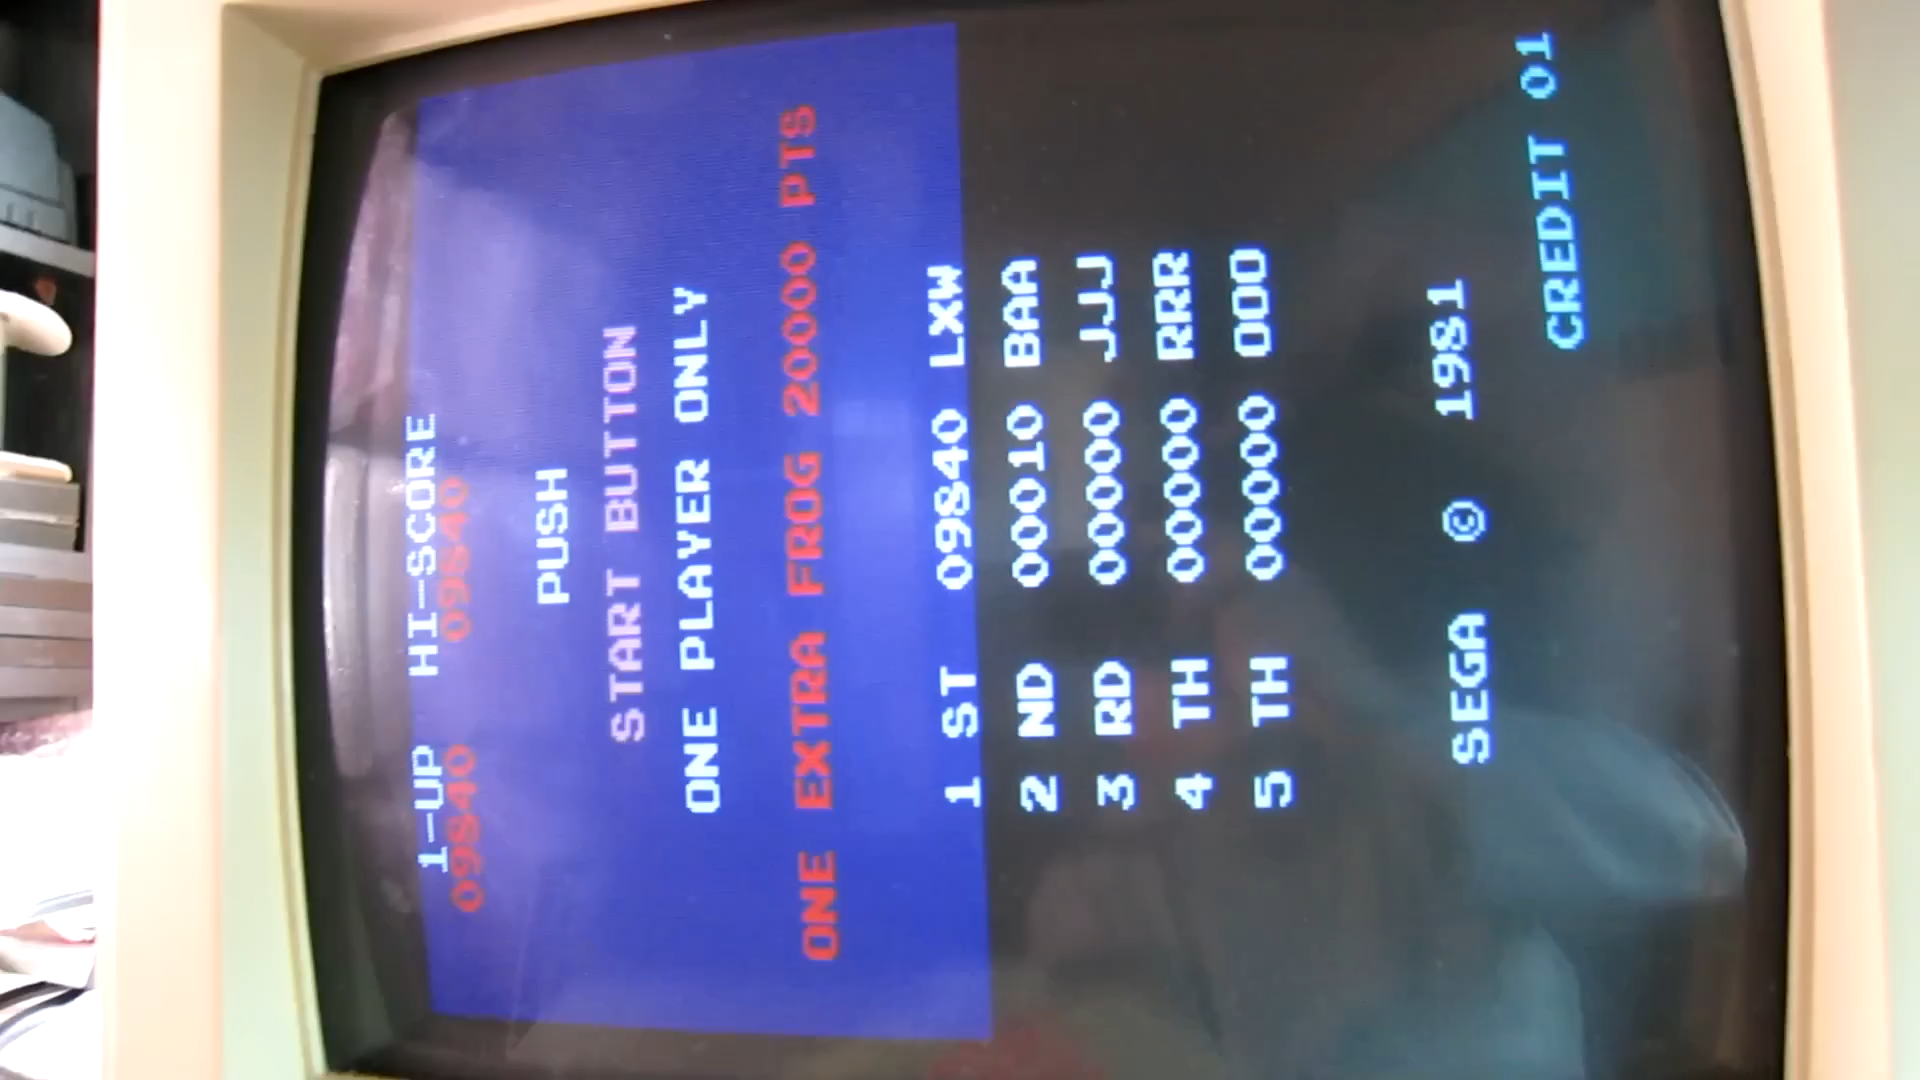 1-UP HI-SCORE
09840 09840
PUSH
START BUTTON
ONE PLAYER ONLY
ONE EXTRA FROG 20000 PTS
1 ST 09840 LXW
2 ND 00010 BAA
3 RD 00000 JJJ
4 TH 00000 RRR
5 TH 00000 OOO
SEGA © 1981
CREDIT 01